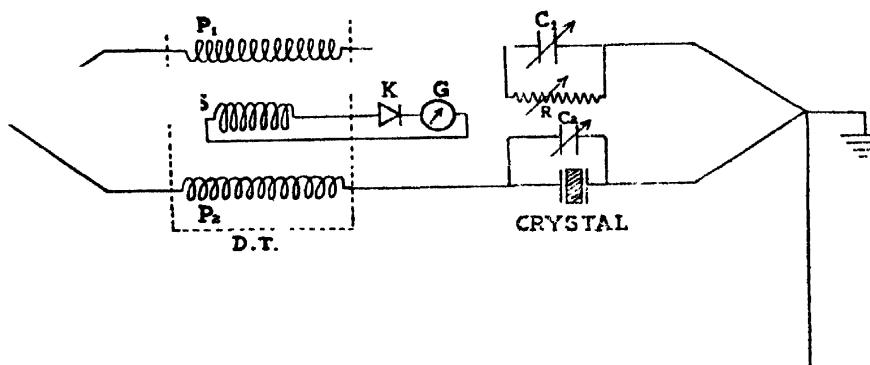 P₁
C₁
S
K
G
R
C₂
P₂
D.T.
CRYSTAL